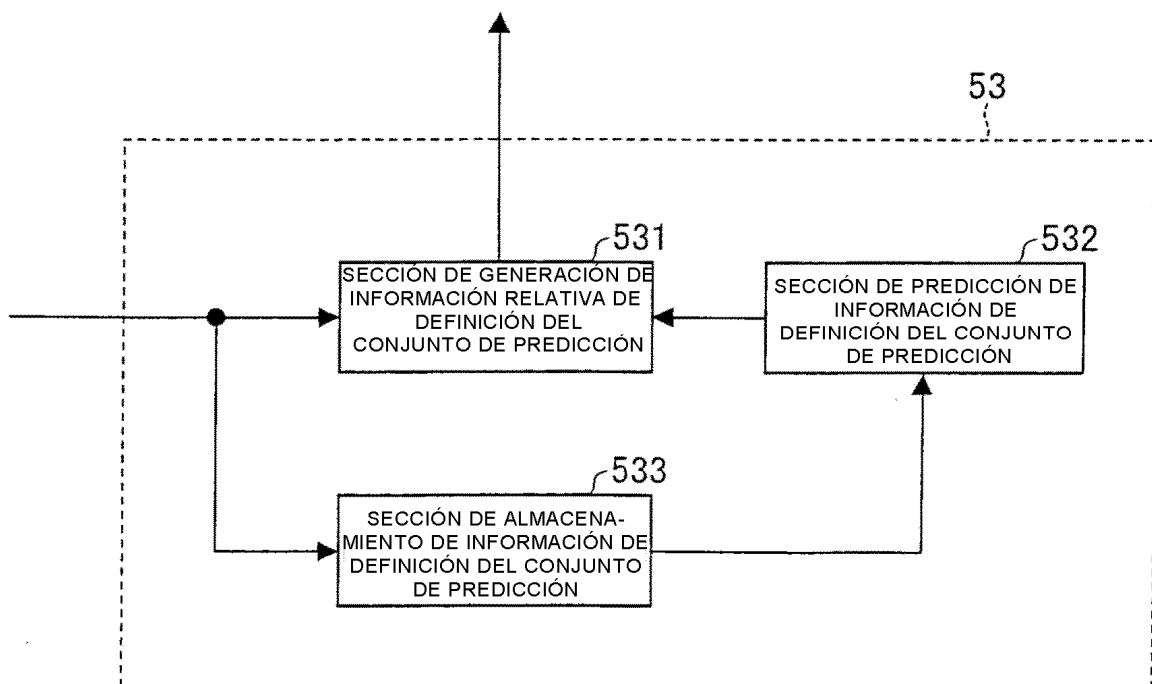 53
531
SECCIÓN DE GENERACIÓN DE
INFORMACIÓN RELATIVA DE
DEFINICIÓN DEL
CONJUNTO DE PREDICCIÓN
532
SECCIÓN DE PREDICCIÓN DE
INFORMACIÓN DE
DEFINICIÓN DEL CONJUNTO
DE PREDICCIÓN
533
SECCIÓN DE ALMACENA-
MIENTO DE INFORMACIÓN DE
DEFINICIÓN DEL CONJUNTO
DE PREDICCIÓN